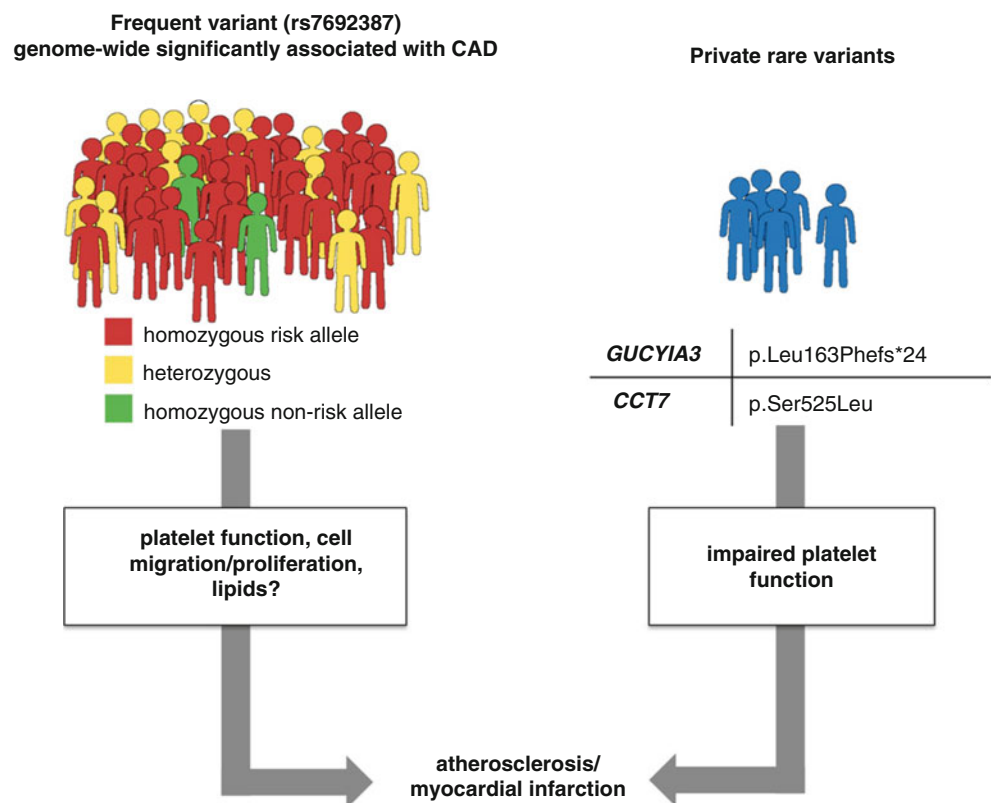 Frequent variant (rs7692387)
genome-wide significantly associated with CAD
homozygous risk allele
heterozygous
homozygous non-risk allele
platelet function, cell
migration/proliferation,
lipids?
Private rare variants
GUCYIA3 p.Leu163Phefs*24
CCT7 p.Ser525Leu
impaired platelet
function
atherosclerosis/
myocardial infarction